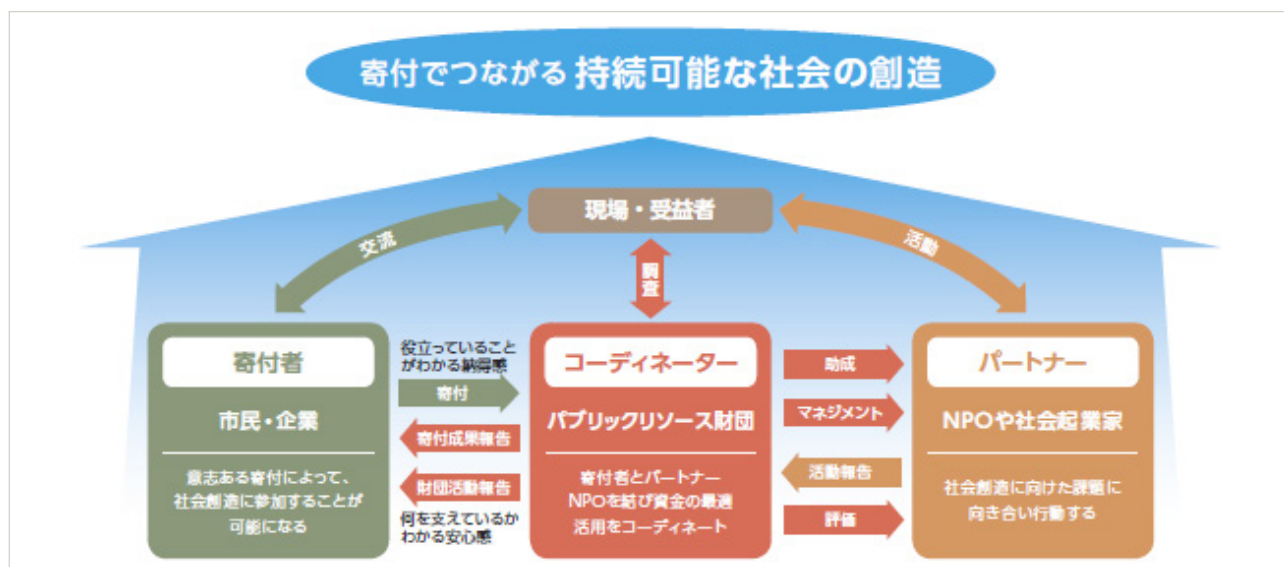 寄付でつながる 持続可能な社会の創造
現場・受益者
交流
調査
活動
寄付者
市民・企業
意志ある寄付によって、
社会創造に参加することが
可能になる
役立っていること
がわかる納得感
寄付
寄付成果報告
財団活動報告
何を支えているか
わかる安心感
コーディネーター
パブリックリソース財団
寄付者とパートナー
NPOを結び資金の最適
活用をコーディネート
助成
マネジメント
活動報告
評価
パートナー
NPOや社会起業家
社会創造に向けた課題に
向き合い行動する